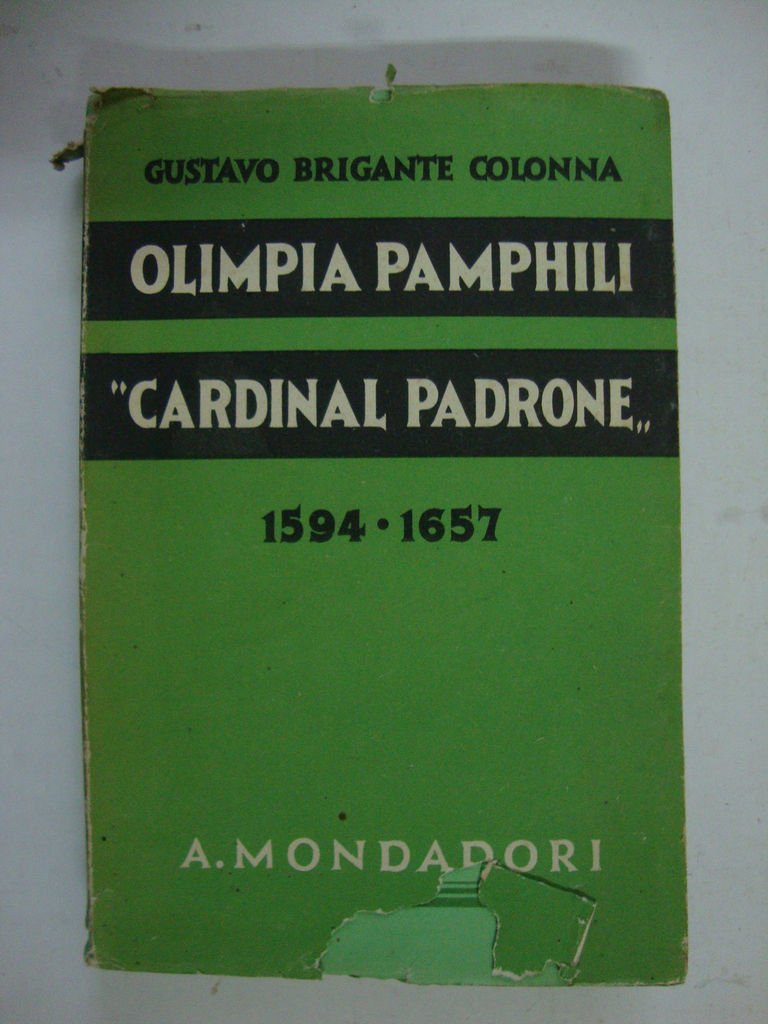 GUSTAVO BRIGANTE COLONNA
OLIMPIA PAMPHILI
"CARDINAL PADRONE„
1594 · 1657
A. MONDADORI